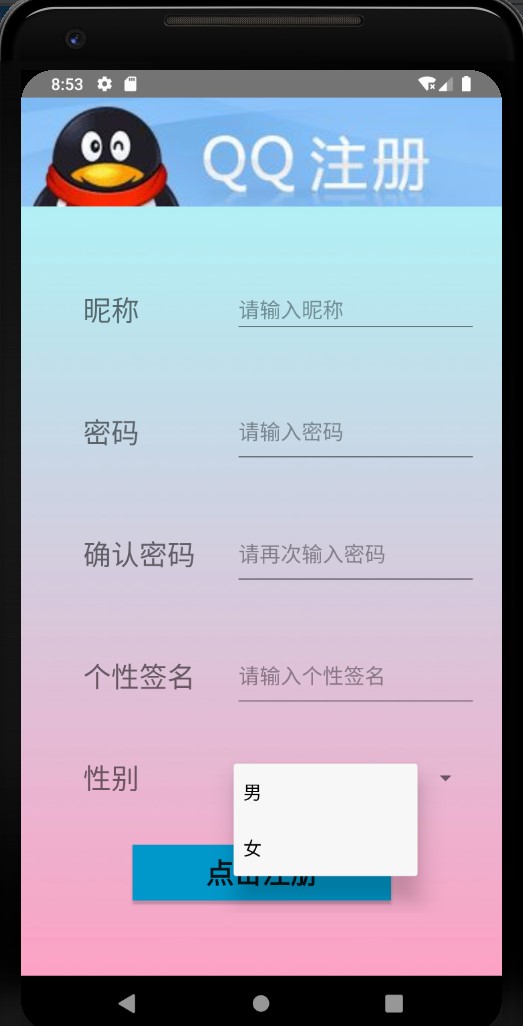 8:53
QQ 注册
昵称 请输入昵称
密码 请输入密码
确认密码 请再次输入密码
个性签名 请输入个性签名
性别
男
女
点击注册